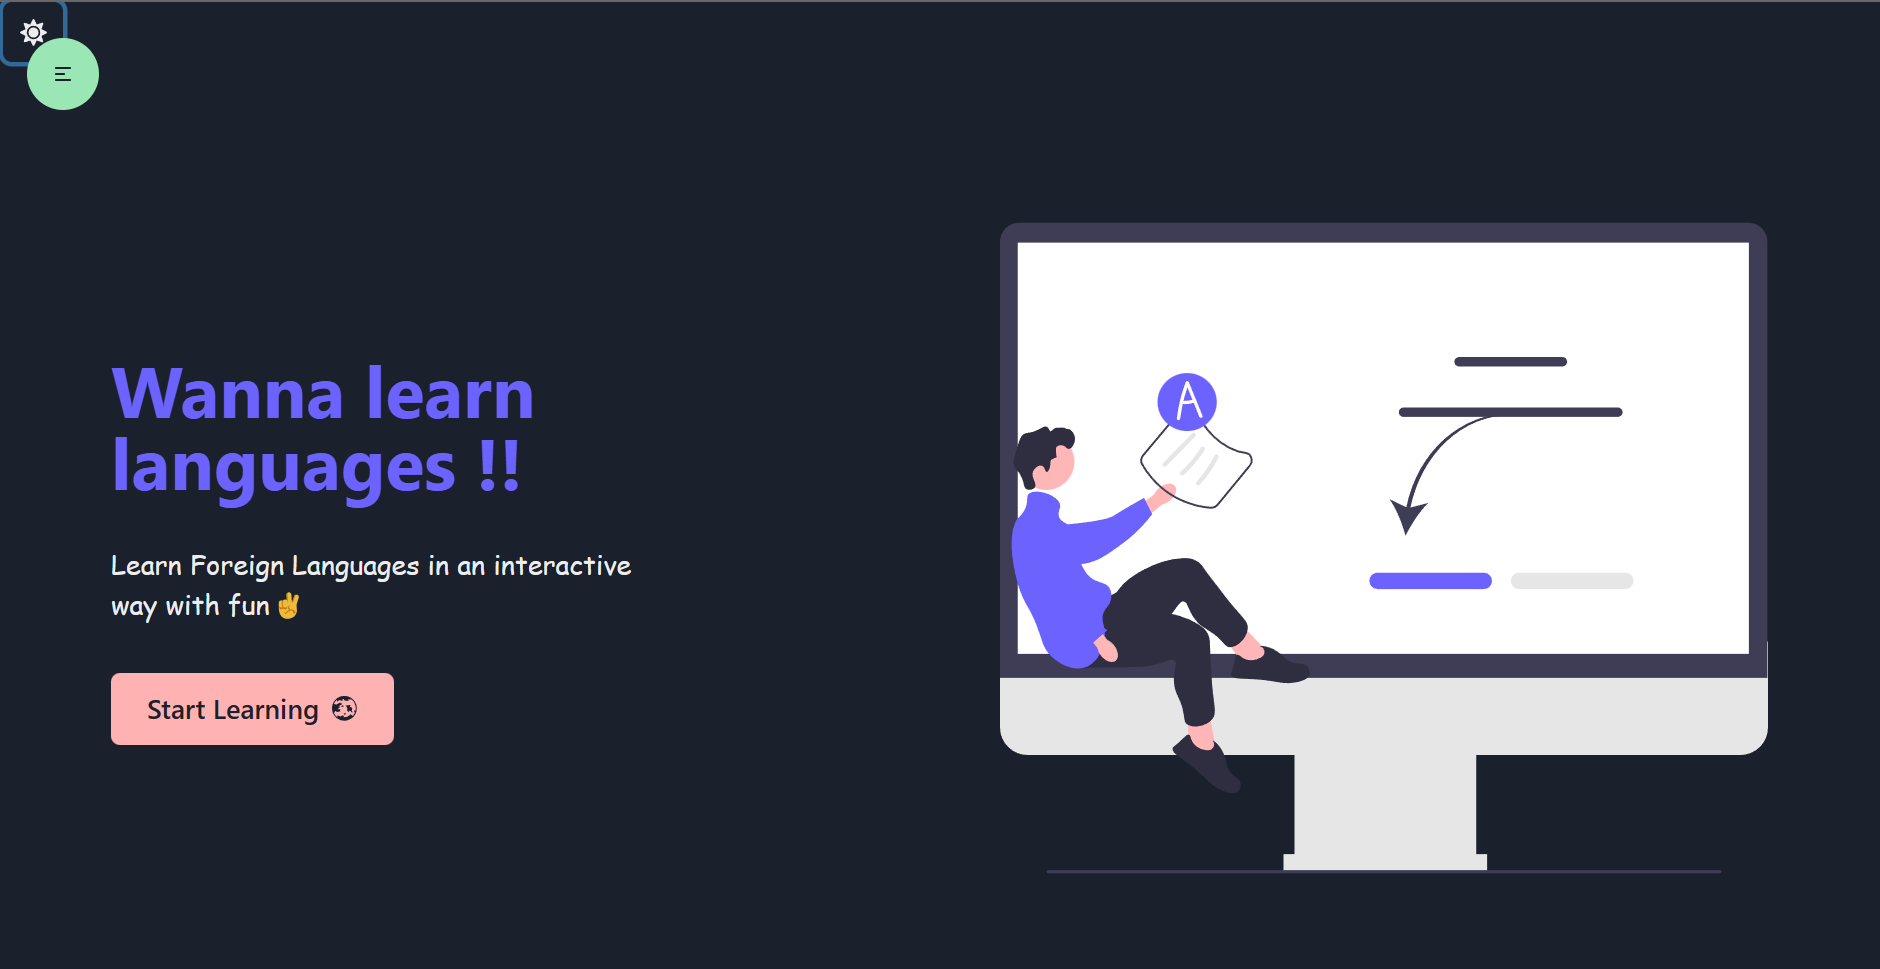 Wanna learn
languages !!
A
Learn Foreign Languages in an interactive
way with fun✌️
Start Learning